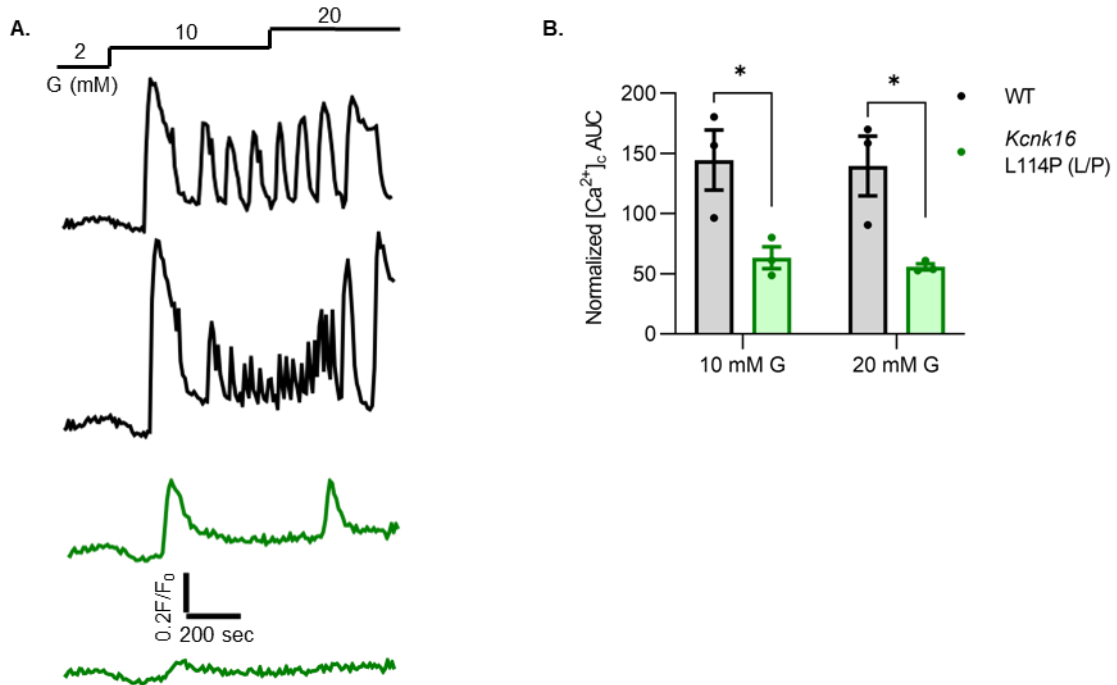 A.
2
10
20
G (mM)
0.2F/F₀
200 sec
B.
Normalized [Ca²⁺]c AUC
200
150
100
50
0
*
*
10 mM G
20 mM G
WT
Kcnk16
L114P (L/P)